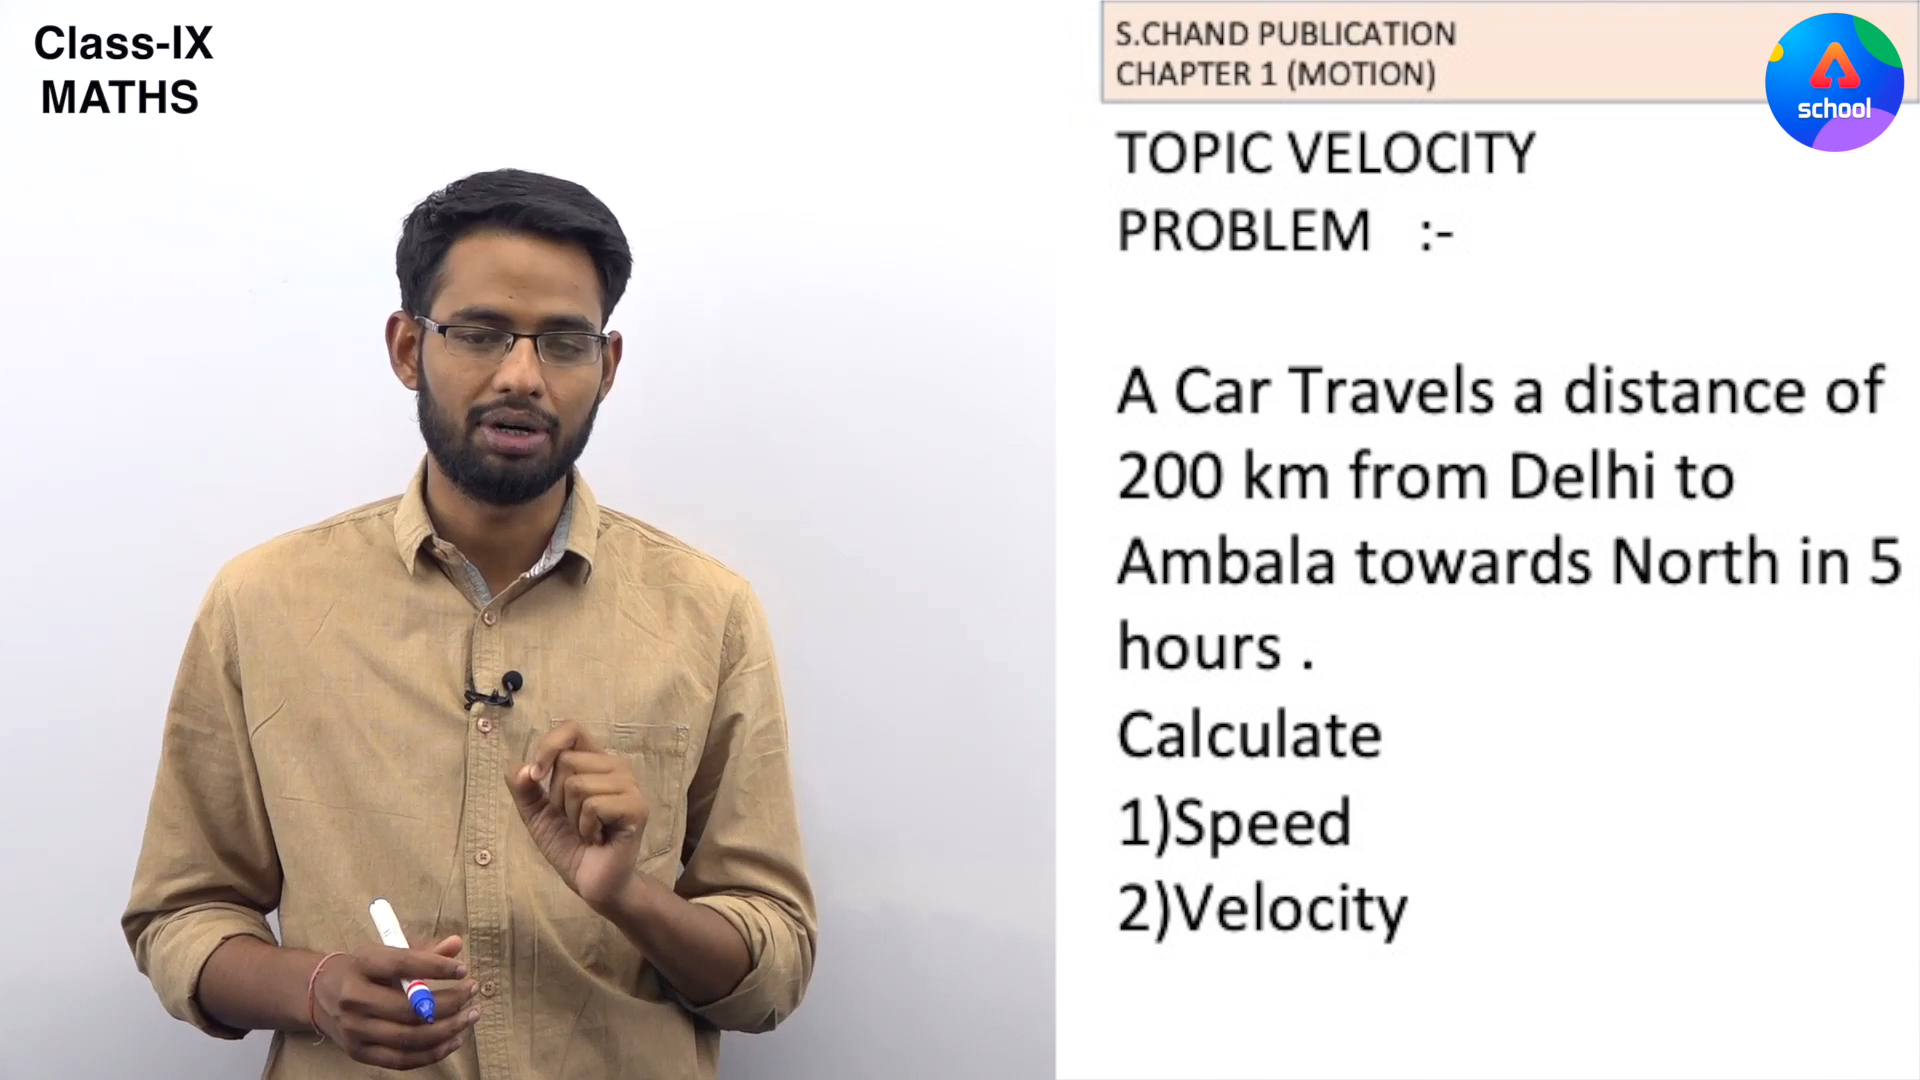 Class-IX
MATHS
S.CHAND PUBLICATION
CHAPTER 1 (MOTION)
A
school
TOPIC VELOCITY
PROBLEM :-
A Car Travels a distance of
200 km from Delhi to
Ambala towards North in 5
hours .
Calculate
1)Speed
2)Velocity